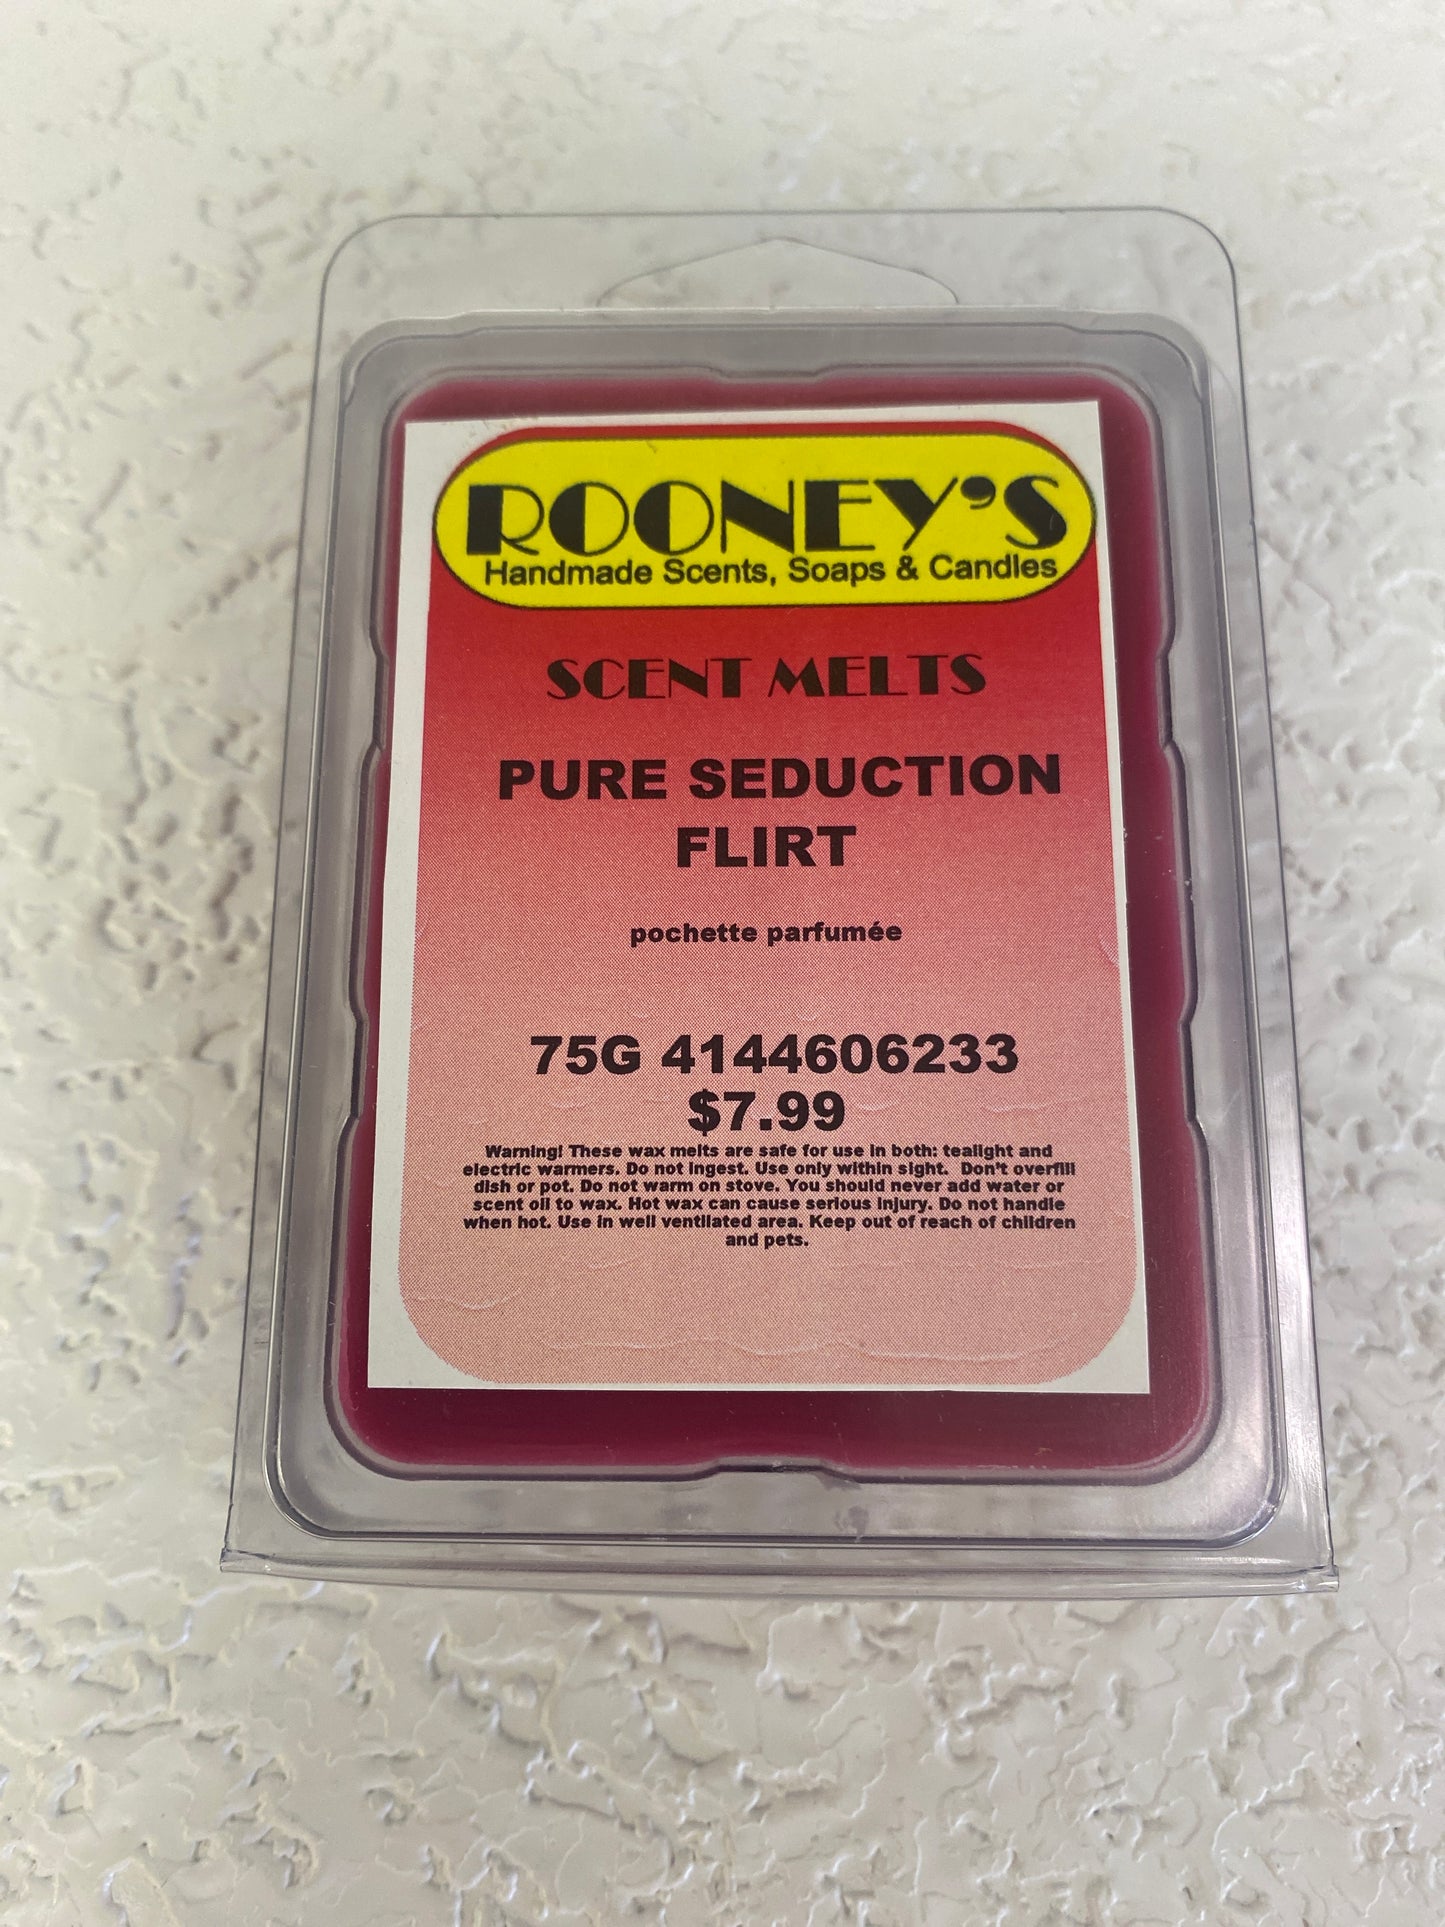 ROONEY'S
Handmade Scents, Soaps & Candles
SCENT MELTS
PURE SEDUCTION
FLIRT
pochette parfumée
75G 4144606233
$7.99
Warning! These wax melts are safe for use in both: tealight and
electric warmers. Do not ingest. Use only within sight. Don't overfill
dish or pot. Do not warm on stove. You should never add water or
scent oil to wax. Hot wax can cause serious injury. Do not handle
when hot. Use in well ventilated area. Keep out of reach of children
and pets.